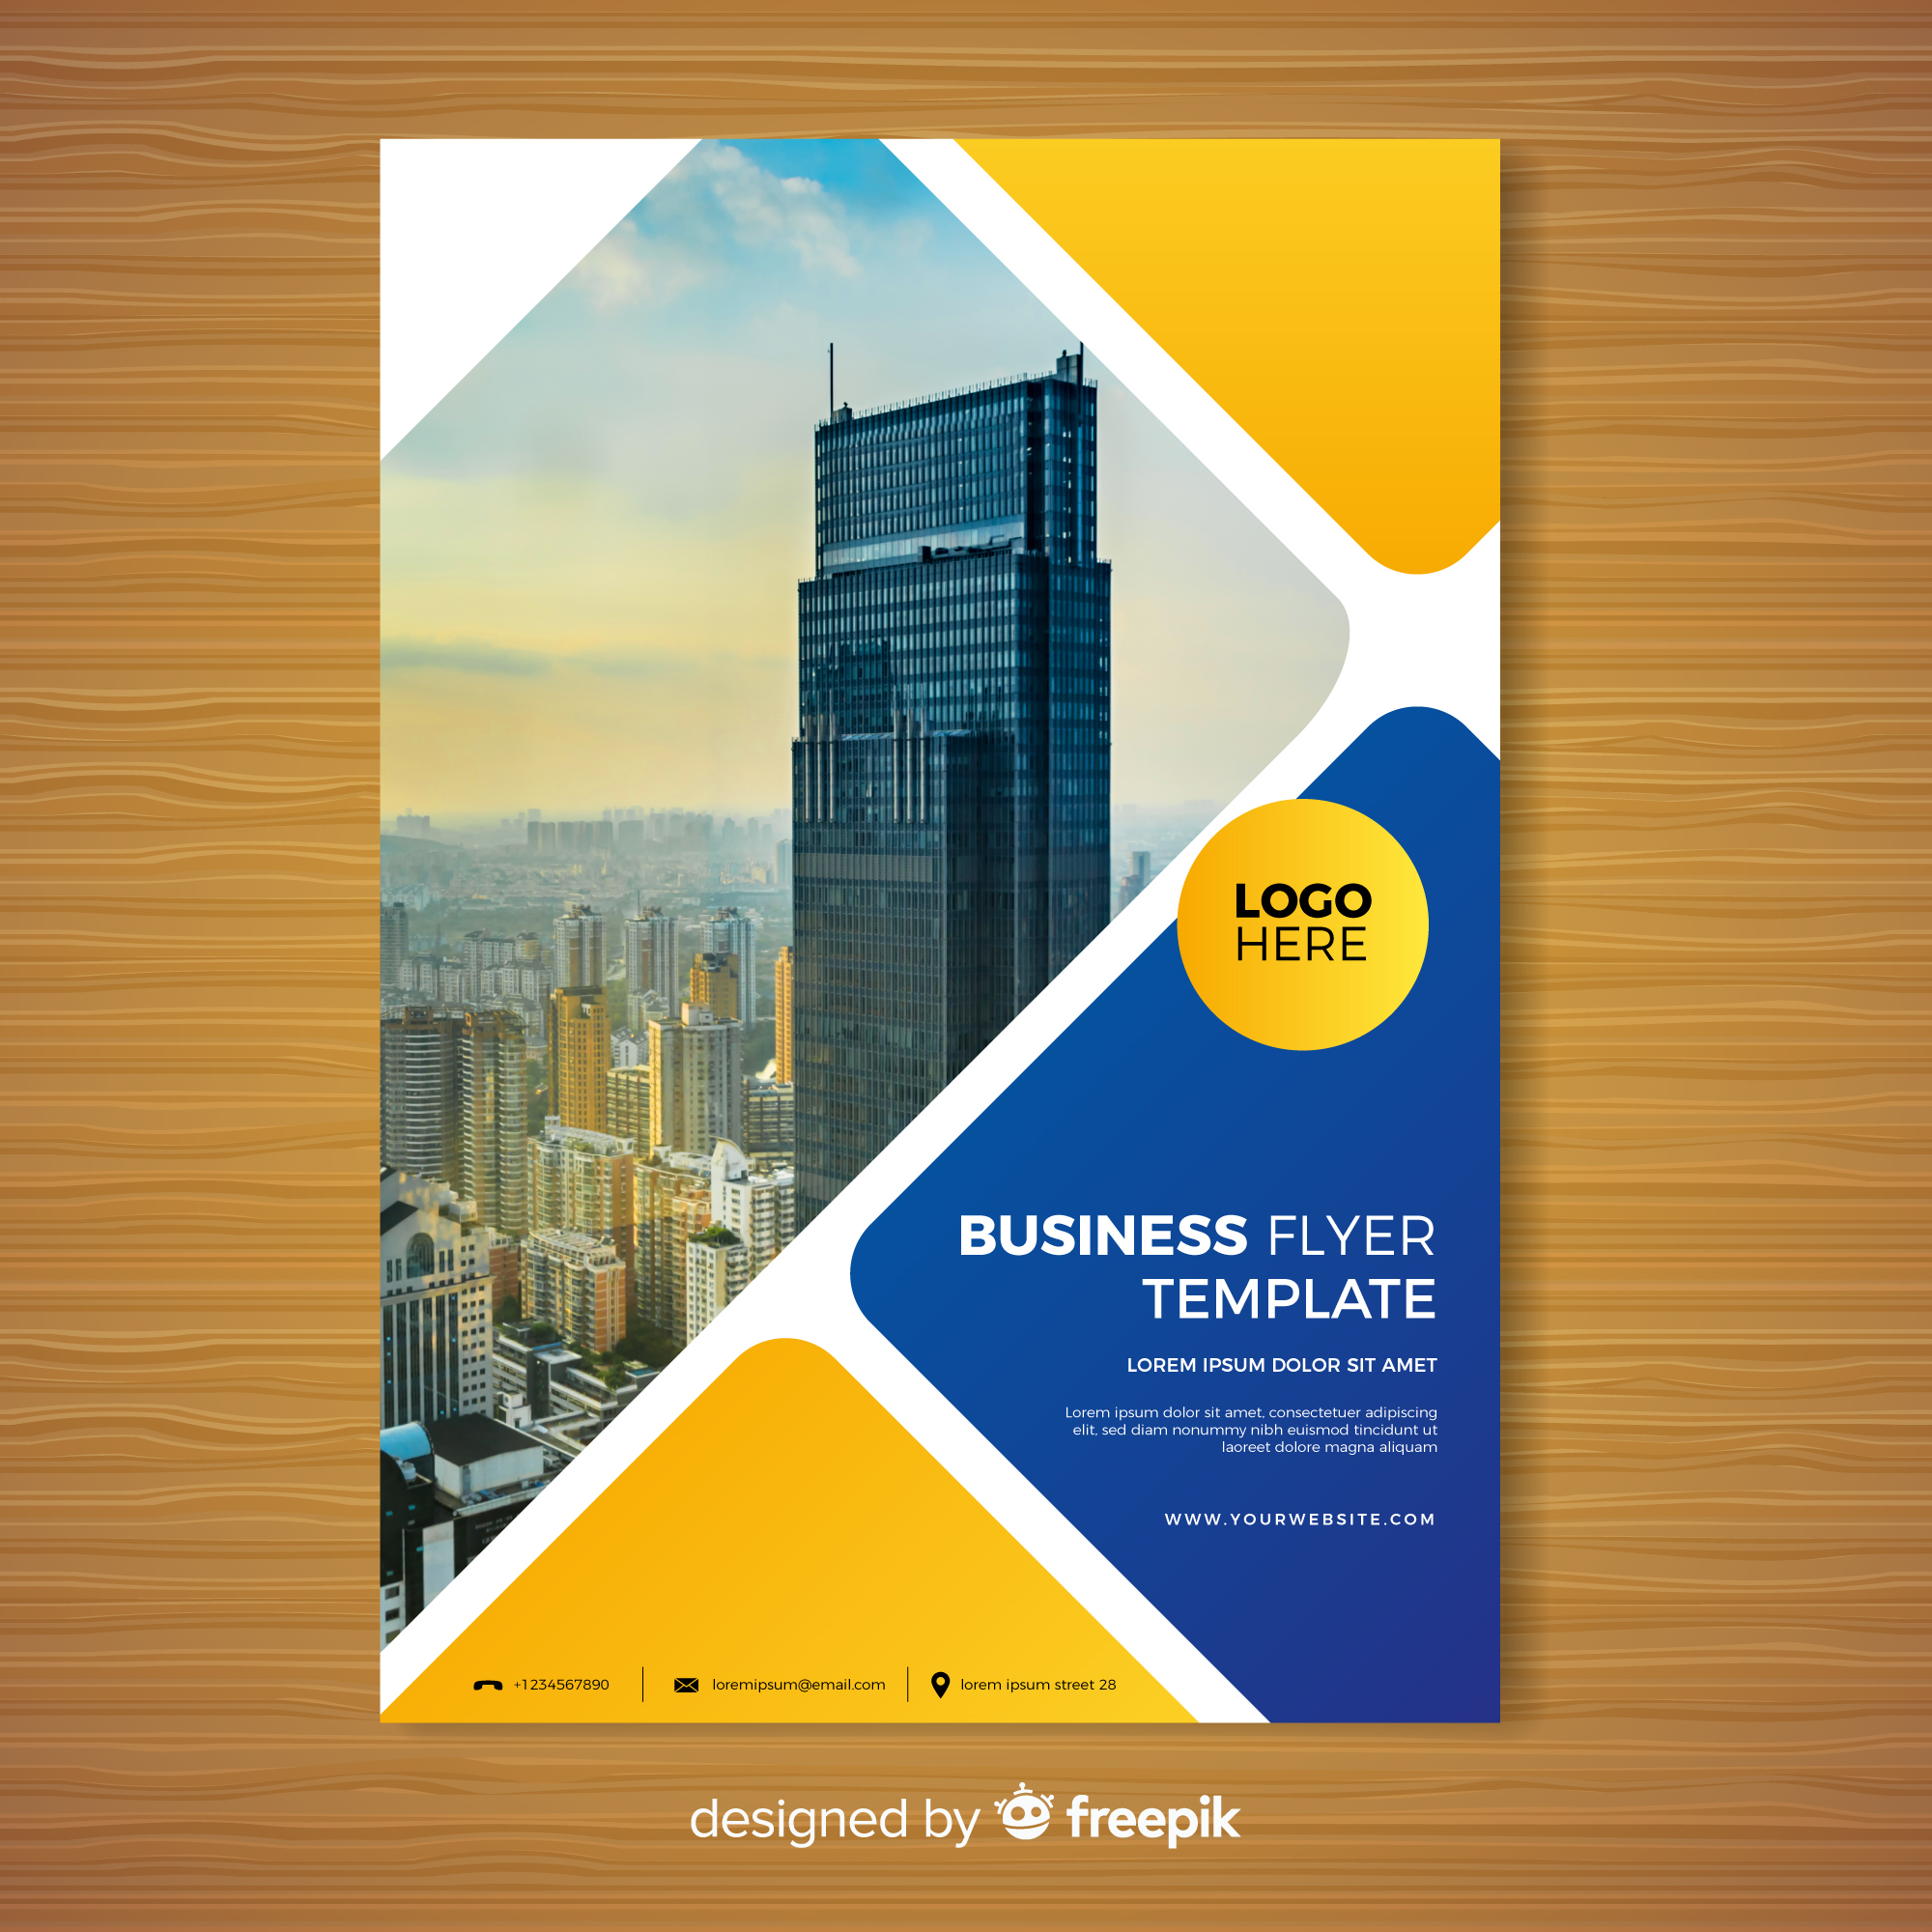 LOGO
HERE
BUSINESS FLYER
TEMPLATE
LOREM IPSUM DOLOR SIT AMET
Lorem ipsum dolor sit amet, consectetuer adipiscing
elit, sed diam nonummy nibh euismod tincidunt ut
laoreet dolore magna aliquam
WWW.YOURWEBSITE.COM
+1234567890
loremipsum@email.com
lorem ipsum street 28
designed by freepik